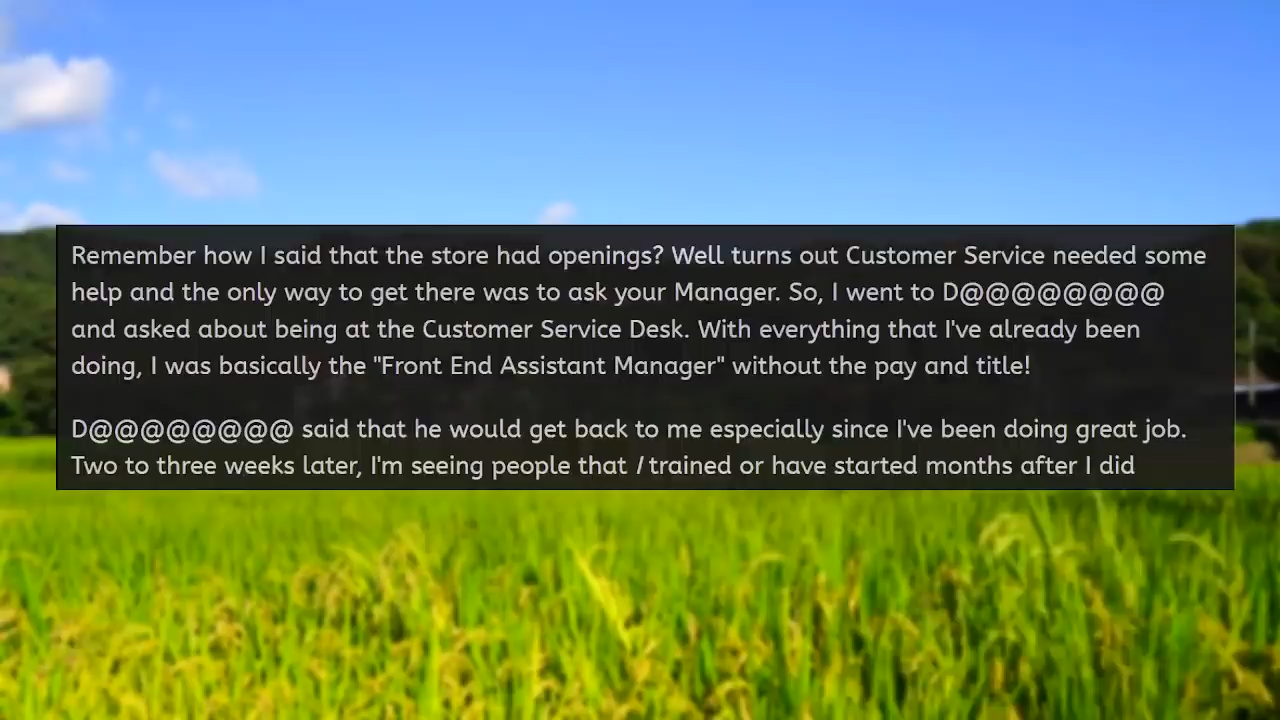 Remember how I said that the store had openings? Well turns out Customer Service needed some
help and the only way to get there was to ask your Manager. So, I went to D@@@@@@@@
and asked about being at the Customer Service Desk. With everything that I've already been
doing, I was basically the "Front End Assistant Manager" without the pay and title!
D@@@@@@@@ said that he would get back to me especially since I've been doing great job.
Two to three weeks later, I'm seeing people that I trained or have started months after I did